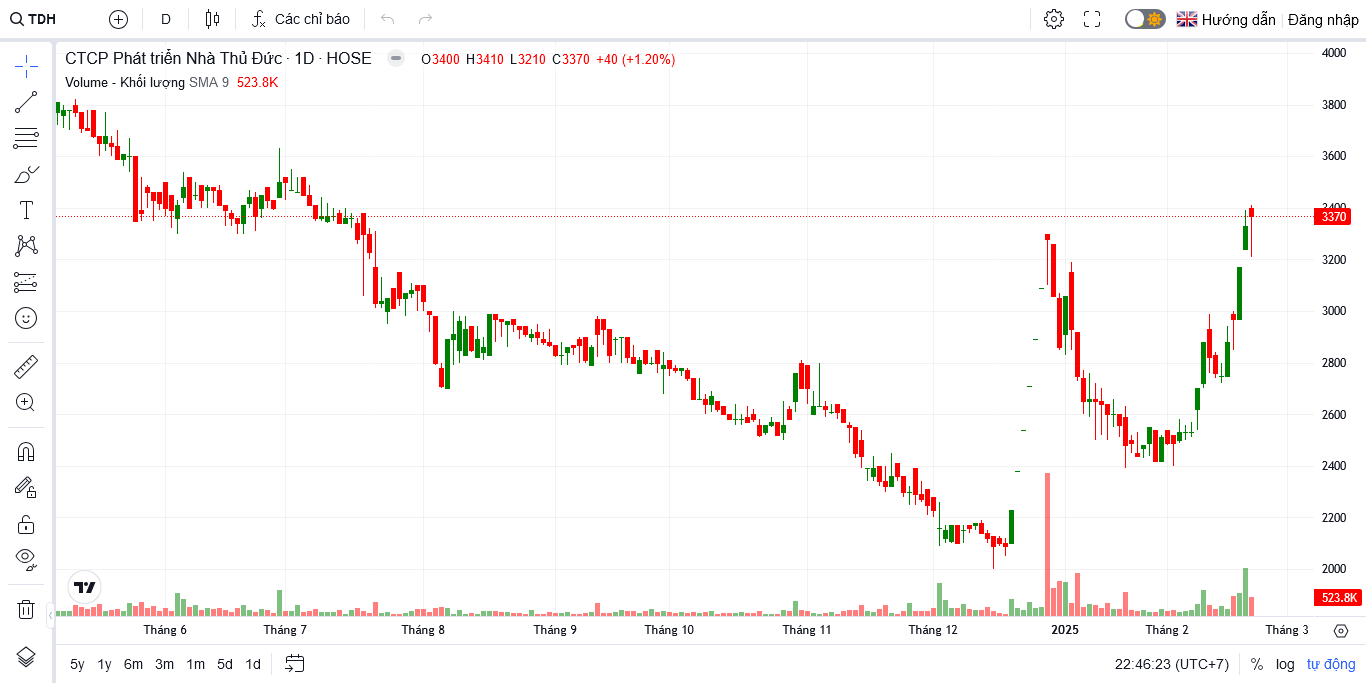 TDH D Các chỉ báo Hướng dẫn Đăng nhập
CTCP Phát triển Nhà Thủ Đức · 1D · HOSE O3400 H3410 L3210 C3370 +40 (+1.20%)
Volume - Khối lượng SMA 9 523.8K
4000
3800
3600
3400
3370
3200
3000
2800
2600
2400
2200
2000
523.8K
Tháng 6 Tháng 7 Tháng 8 Tháng 9 Tháng 10 Tháng 11 Tháng 12 2025 Tháng 2 Tháng 3
5y 1y 6m 3m 1m 5d 1d 22:46:23 (UTC+7) % log tự động